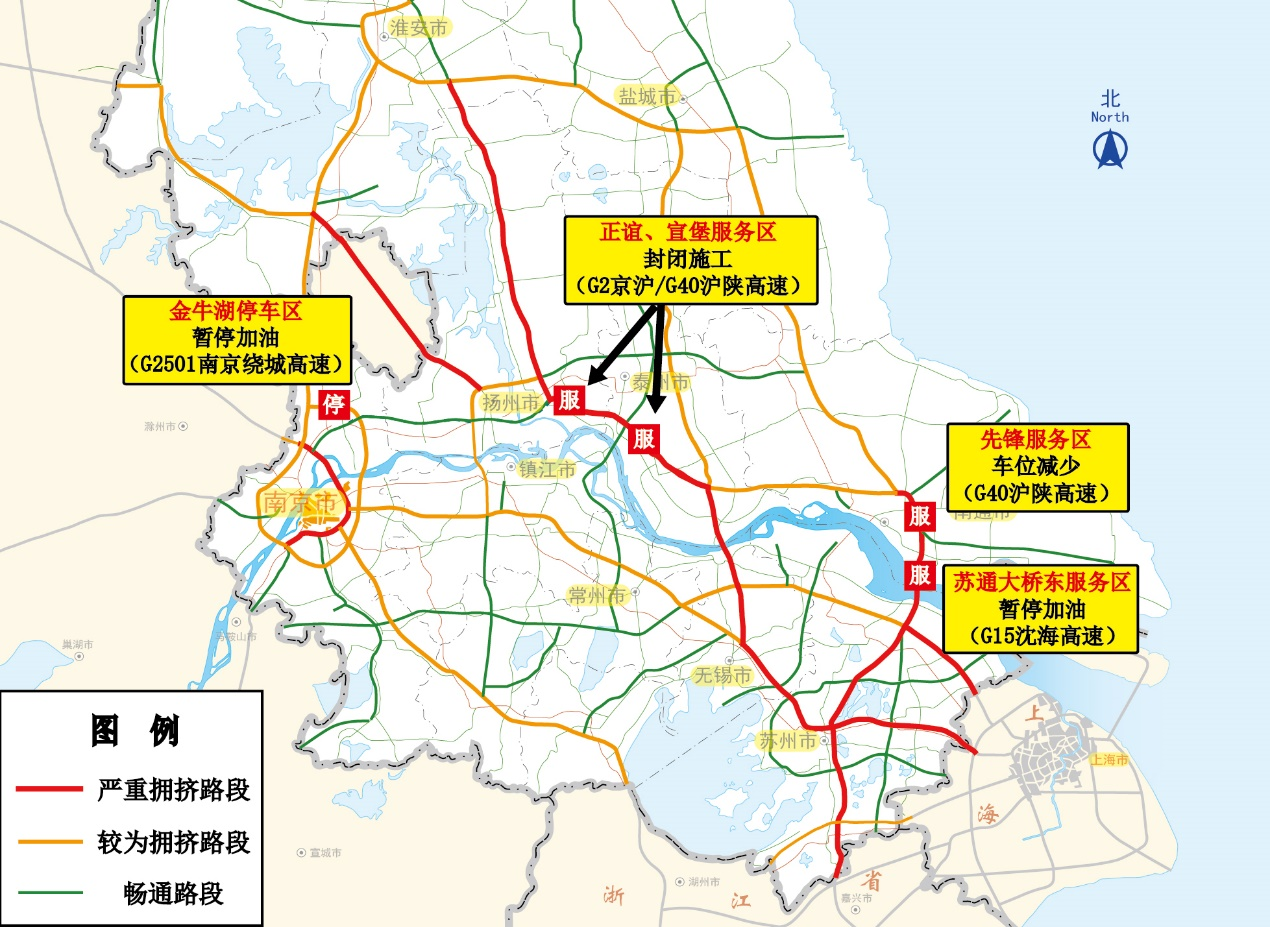 淮安市
盐城市
北
North
正谊、宣堡服务区
封闭施工
（G2京沪/G40沪陕高速）
金牛湖停车区
暂停加油
（G2501南京绕城高速）
停
扬州市
服
泰州市
滁州市
服
先锋服务区
车位减少
（G40沪陕高速）
镇江市
南京市
服
南通市
服
苏通大桥东服务区
暂停加油
（G15沈海高速）
常州市
马鞍山市
巢湖市
无锡市
图 例
严重拥挤路段
较为拥挤路段
畅通路段
苏州市
上
上海市
海
宣城市
湖州市
省
浙
江
嘉兴市